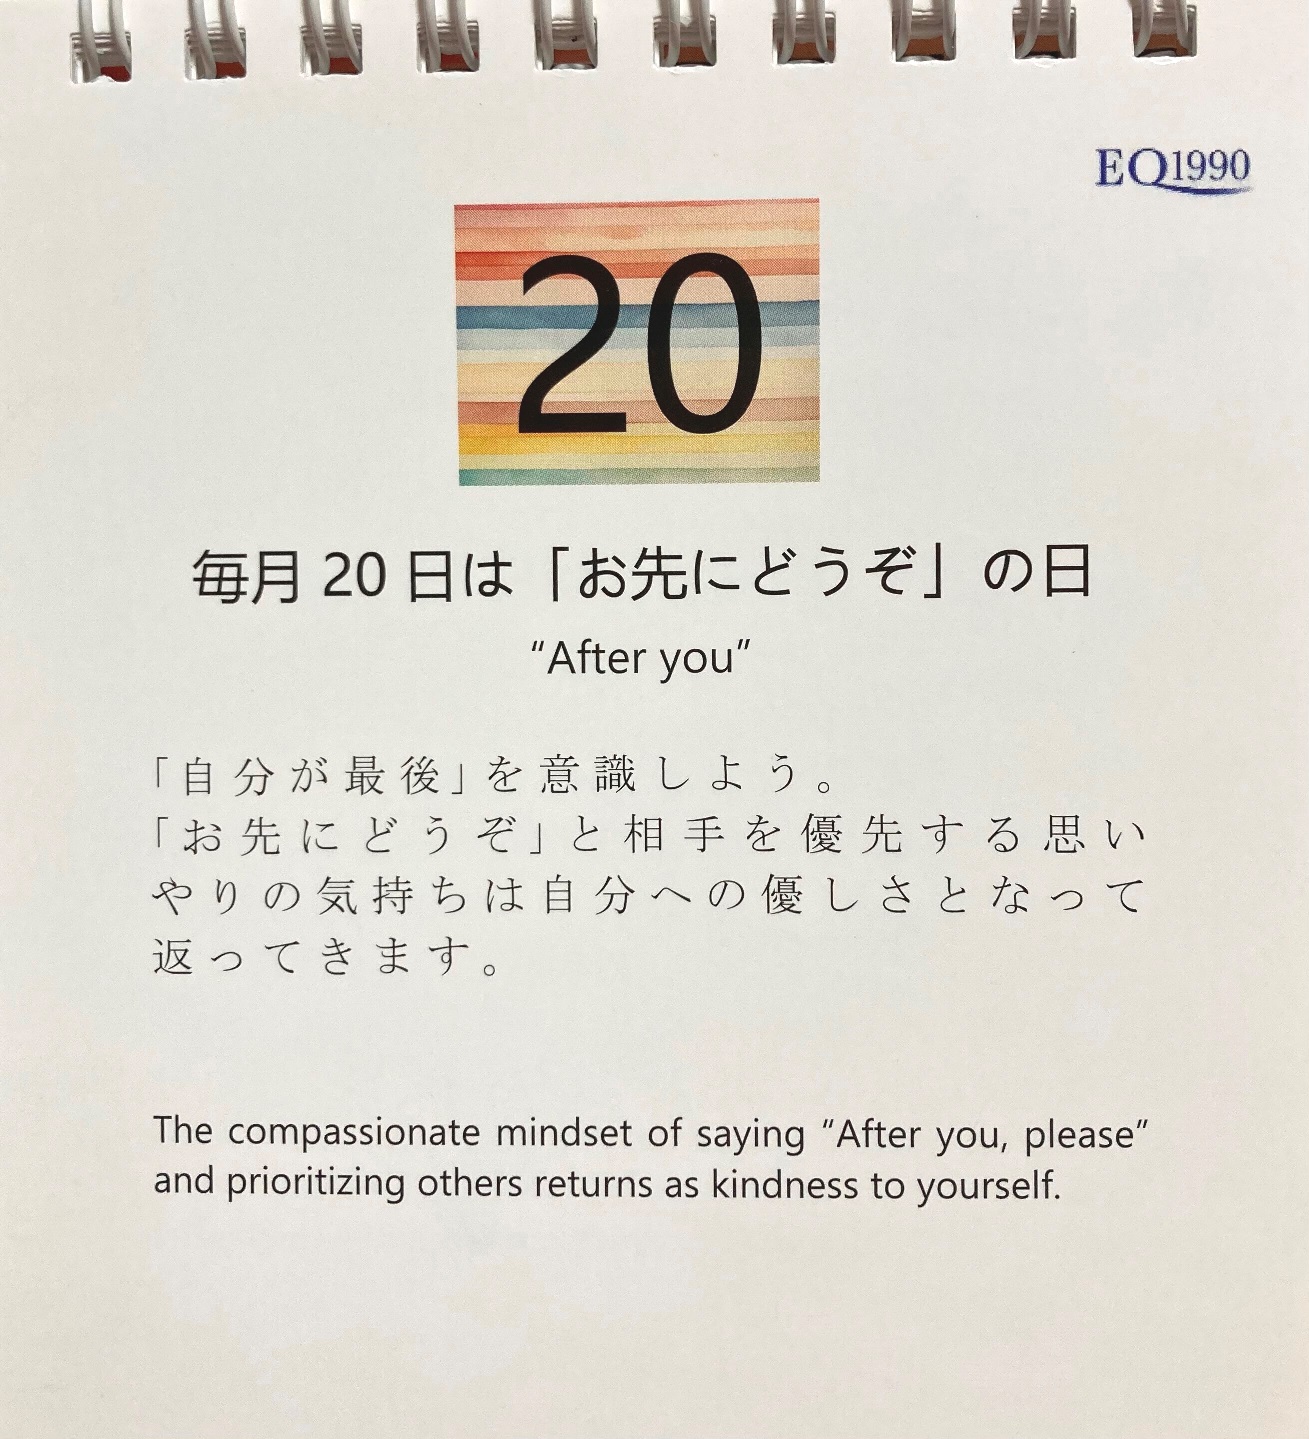 EQ1990
20
毎月 20 日は「お先にどうぞ」の日
“After you”
「自分が最後」を意識しよう。
「お先にどうぞ」と相手を優先する思い
やりの気持ちは自分への優しさとなって
返ってきます。
The compassionate mindset of saying “After you, please”
and prioritizing others returns as kindness to yourself.